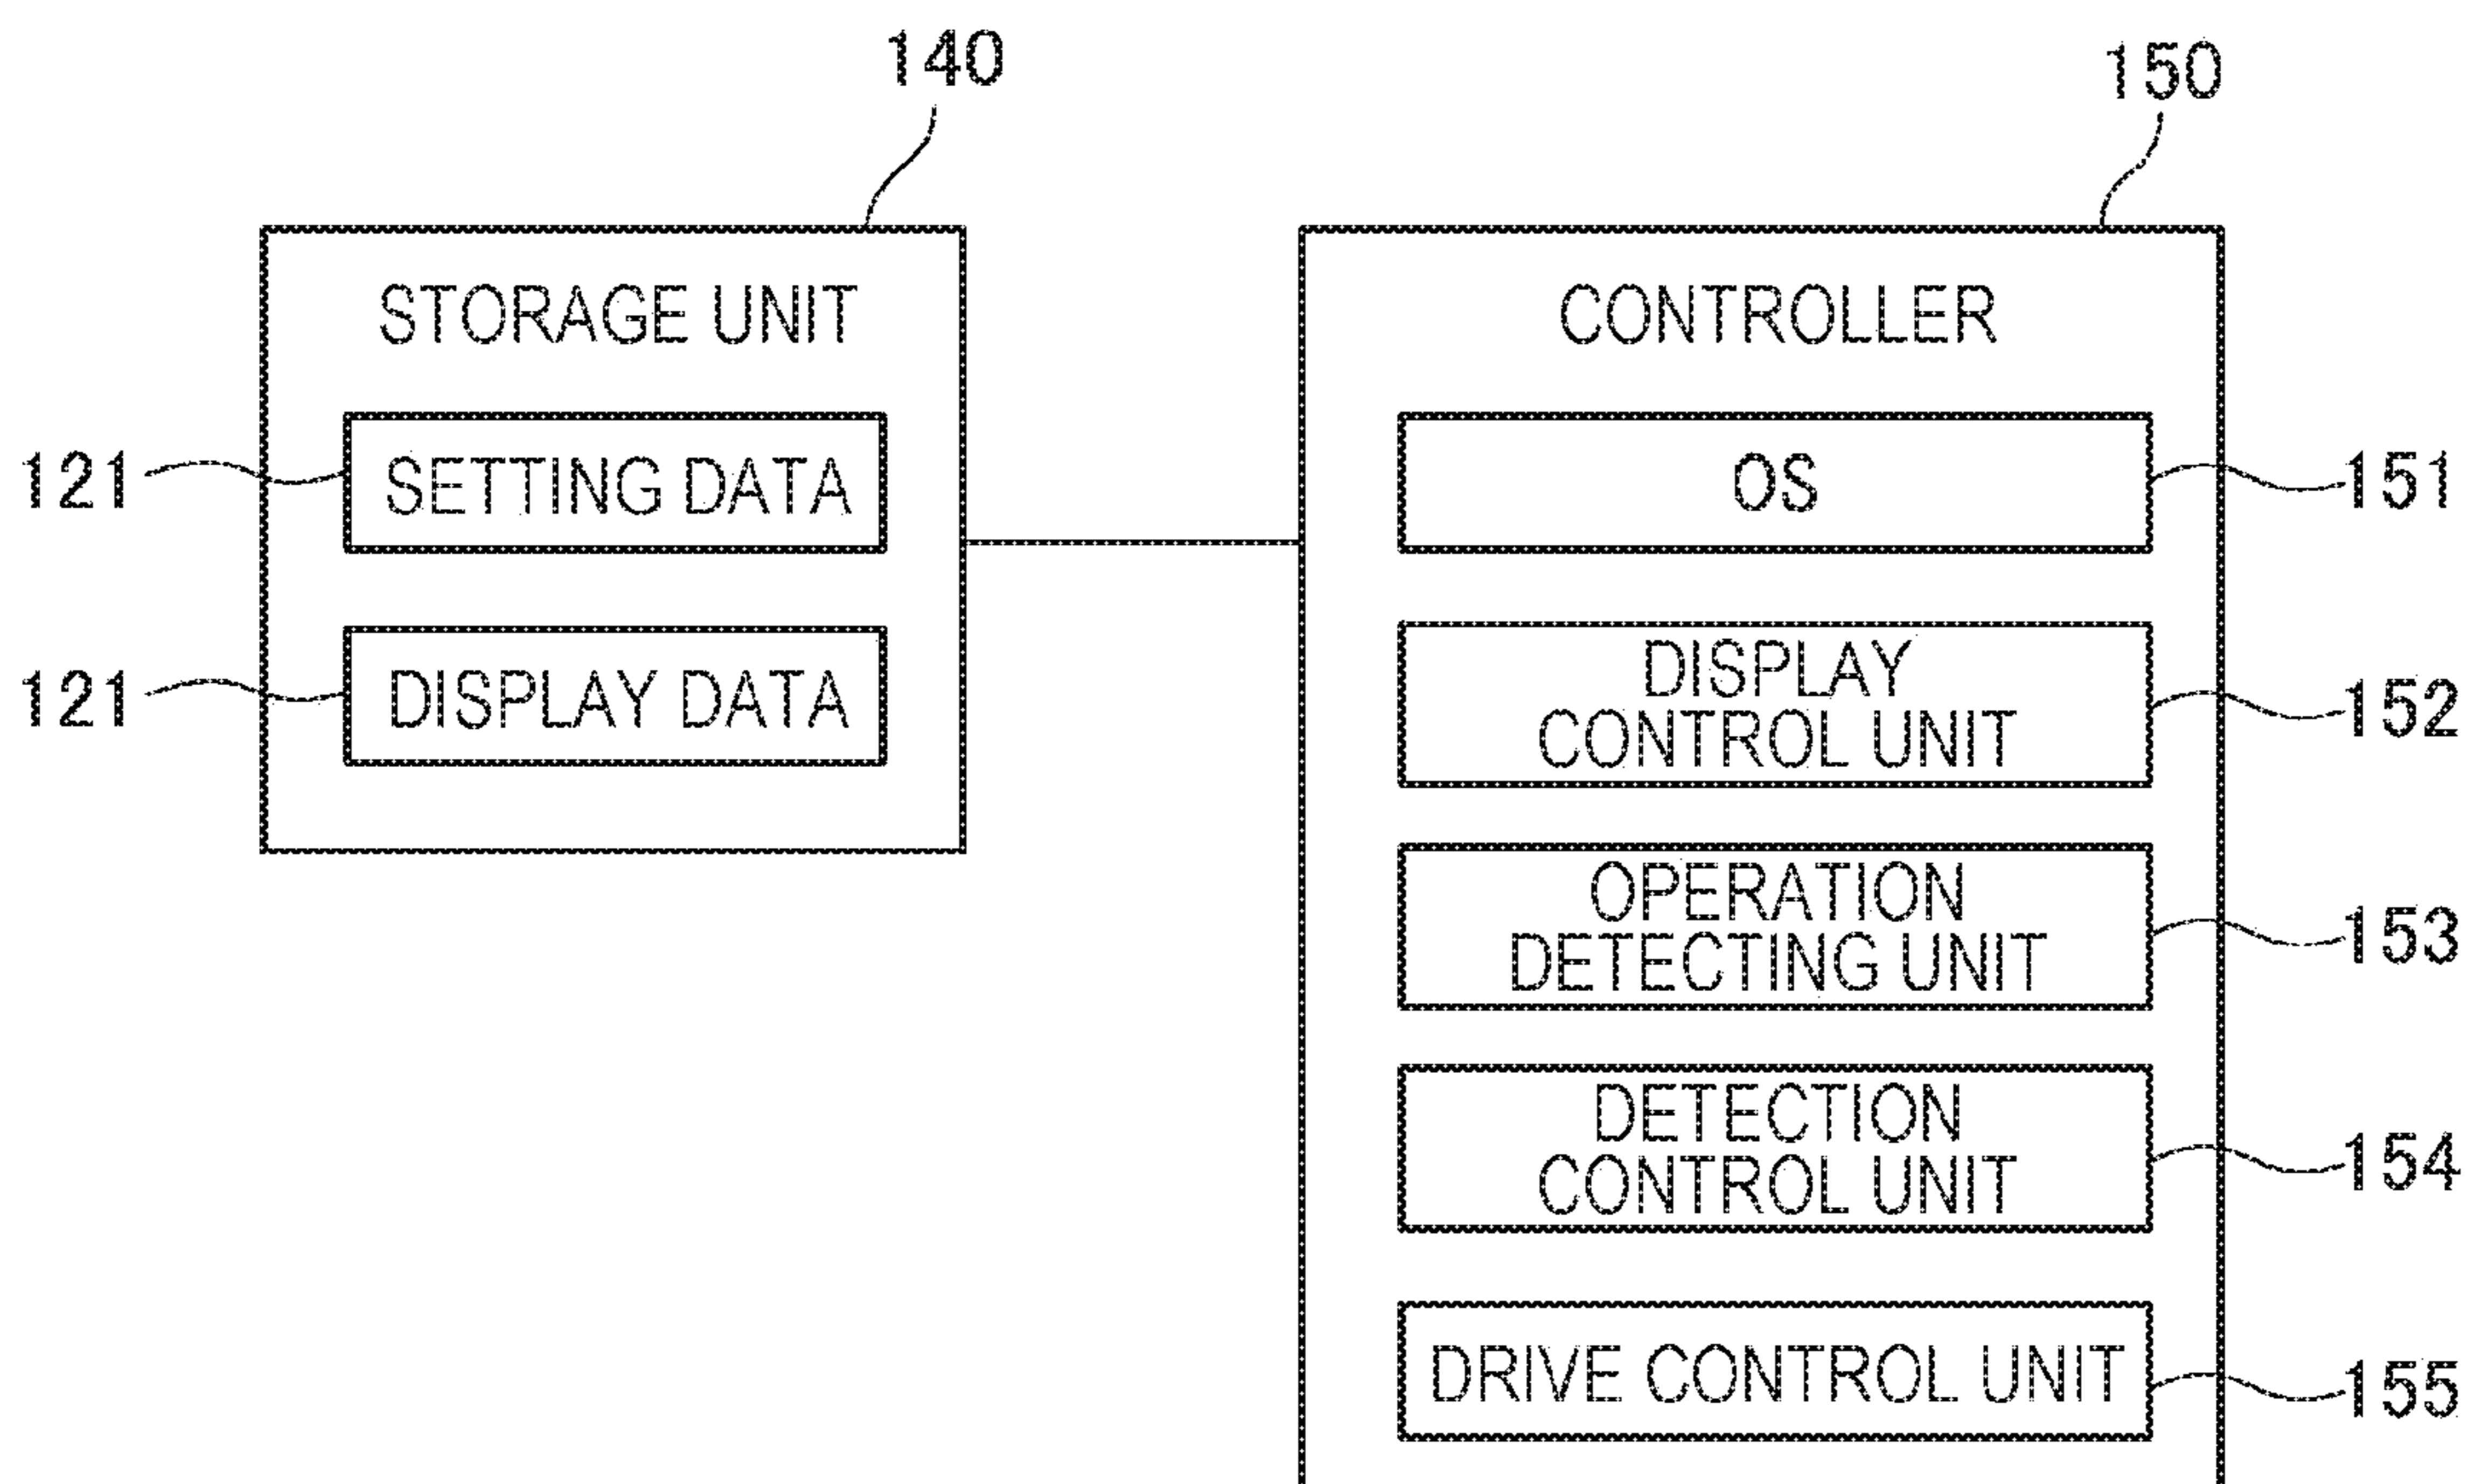 140
150
STORAGE UNIT
CONTROLLER
121
SETTING DATA
OS
151
121
DISPLAY DATA
DISPLAY
CONTROL UNIT
152
OPERATION
DETECTING UNIT
153
DETECTION
CONTROL UNIT
154
DRIVE CONTROL UNIT
155